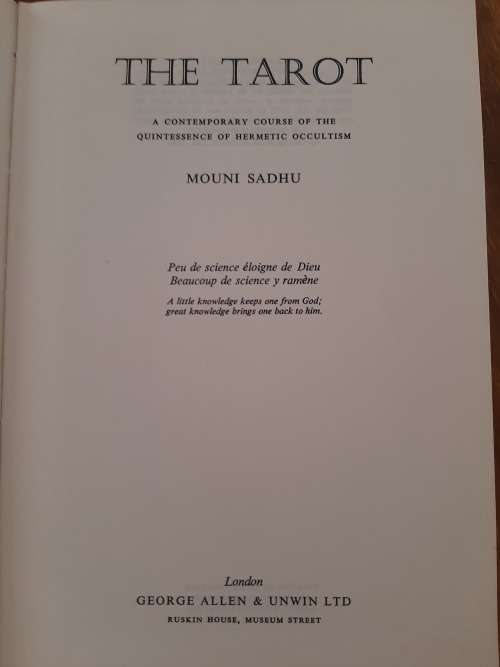 THE TAROT
A CONTEMPORARY COURSE OF THE
QUINTESSENCE OF HERMETIC OCCULTISM
MOUNI SADHU
Peu de science éloigne de Dieu
Beaucoup de science y ramène
A little knowledge keeps one from God;
great knowledge brings one back to him.
London
GEORGE ALLEN & UNWIN LTD
RUSKIN HOUSE, MUSEUM STREET